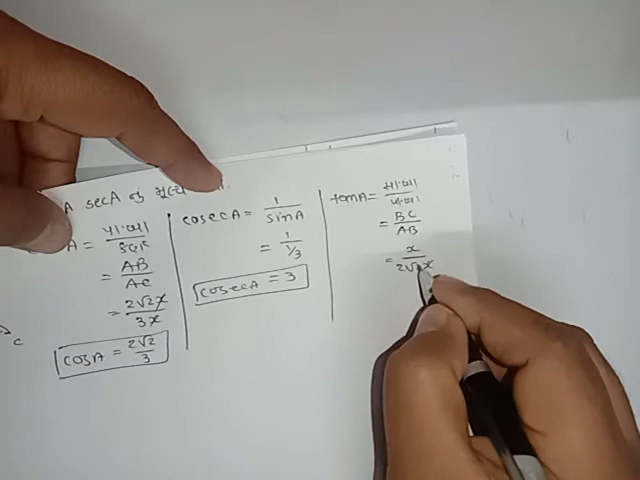 A secA નું મૂલ્ય
A = પા.બા / કર્ણ
= AB / AC
= 2√2x / 3x
cosA = 2√2 / 3
c
cosecA = 1 / sinA
= 1 / 1/3
cosecA = 3
tanA = સા.બા / પા.બા
= BC / AB
= x / 2√2x